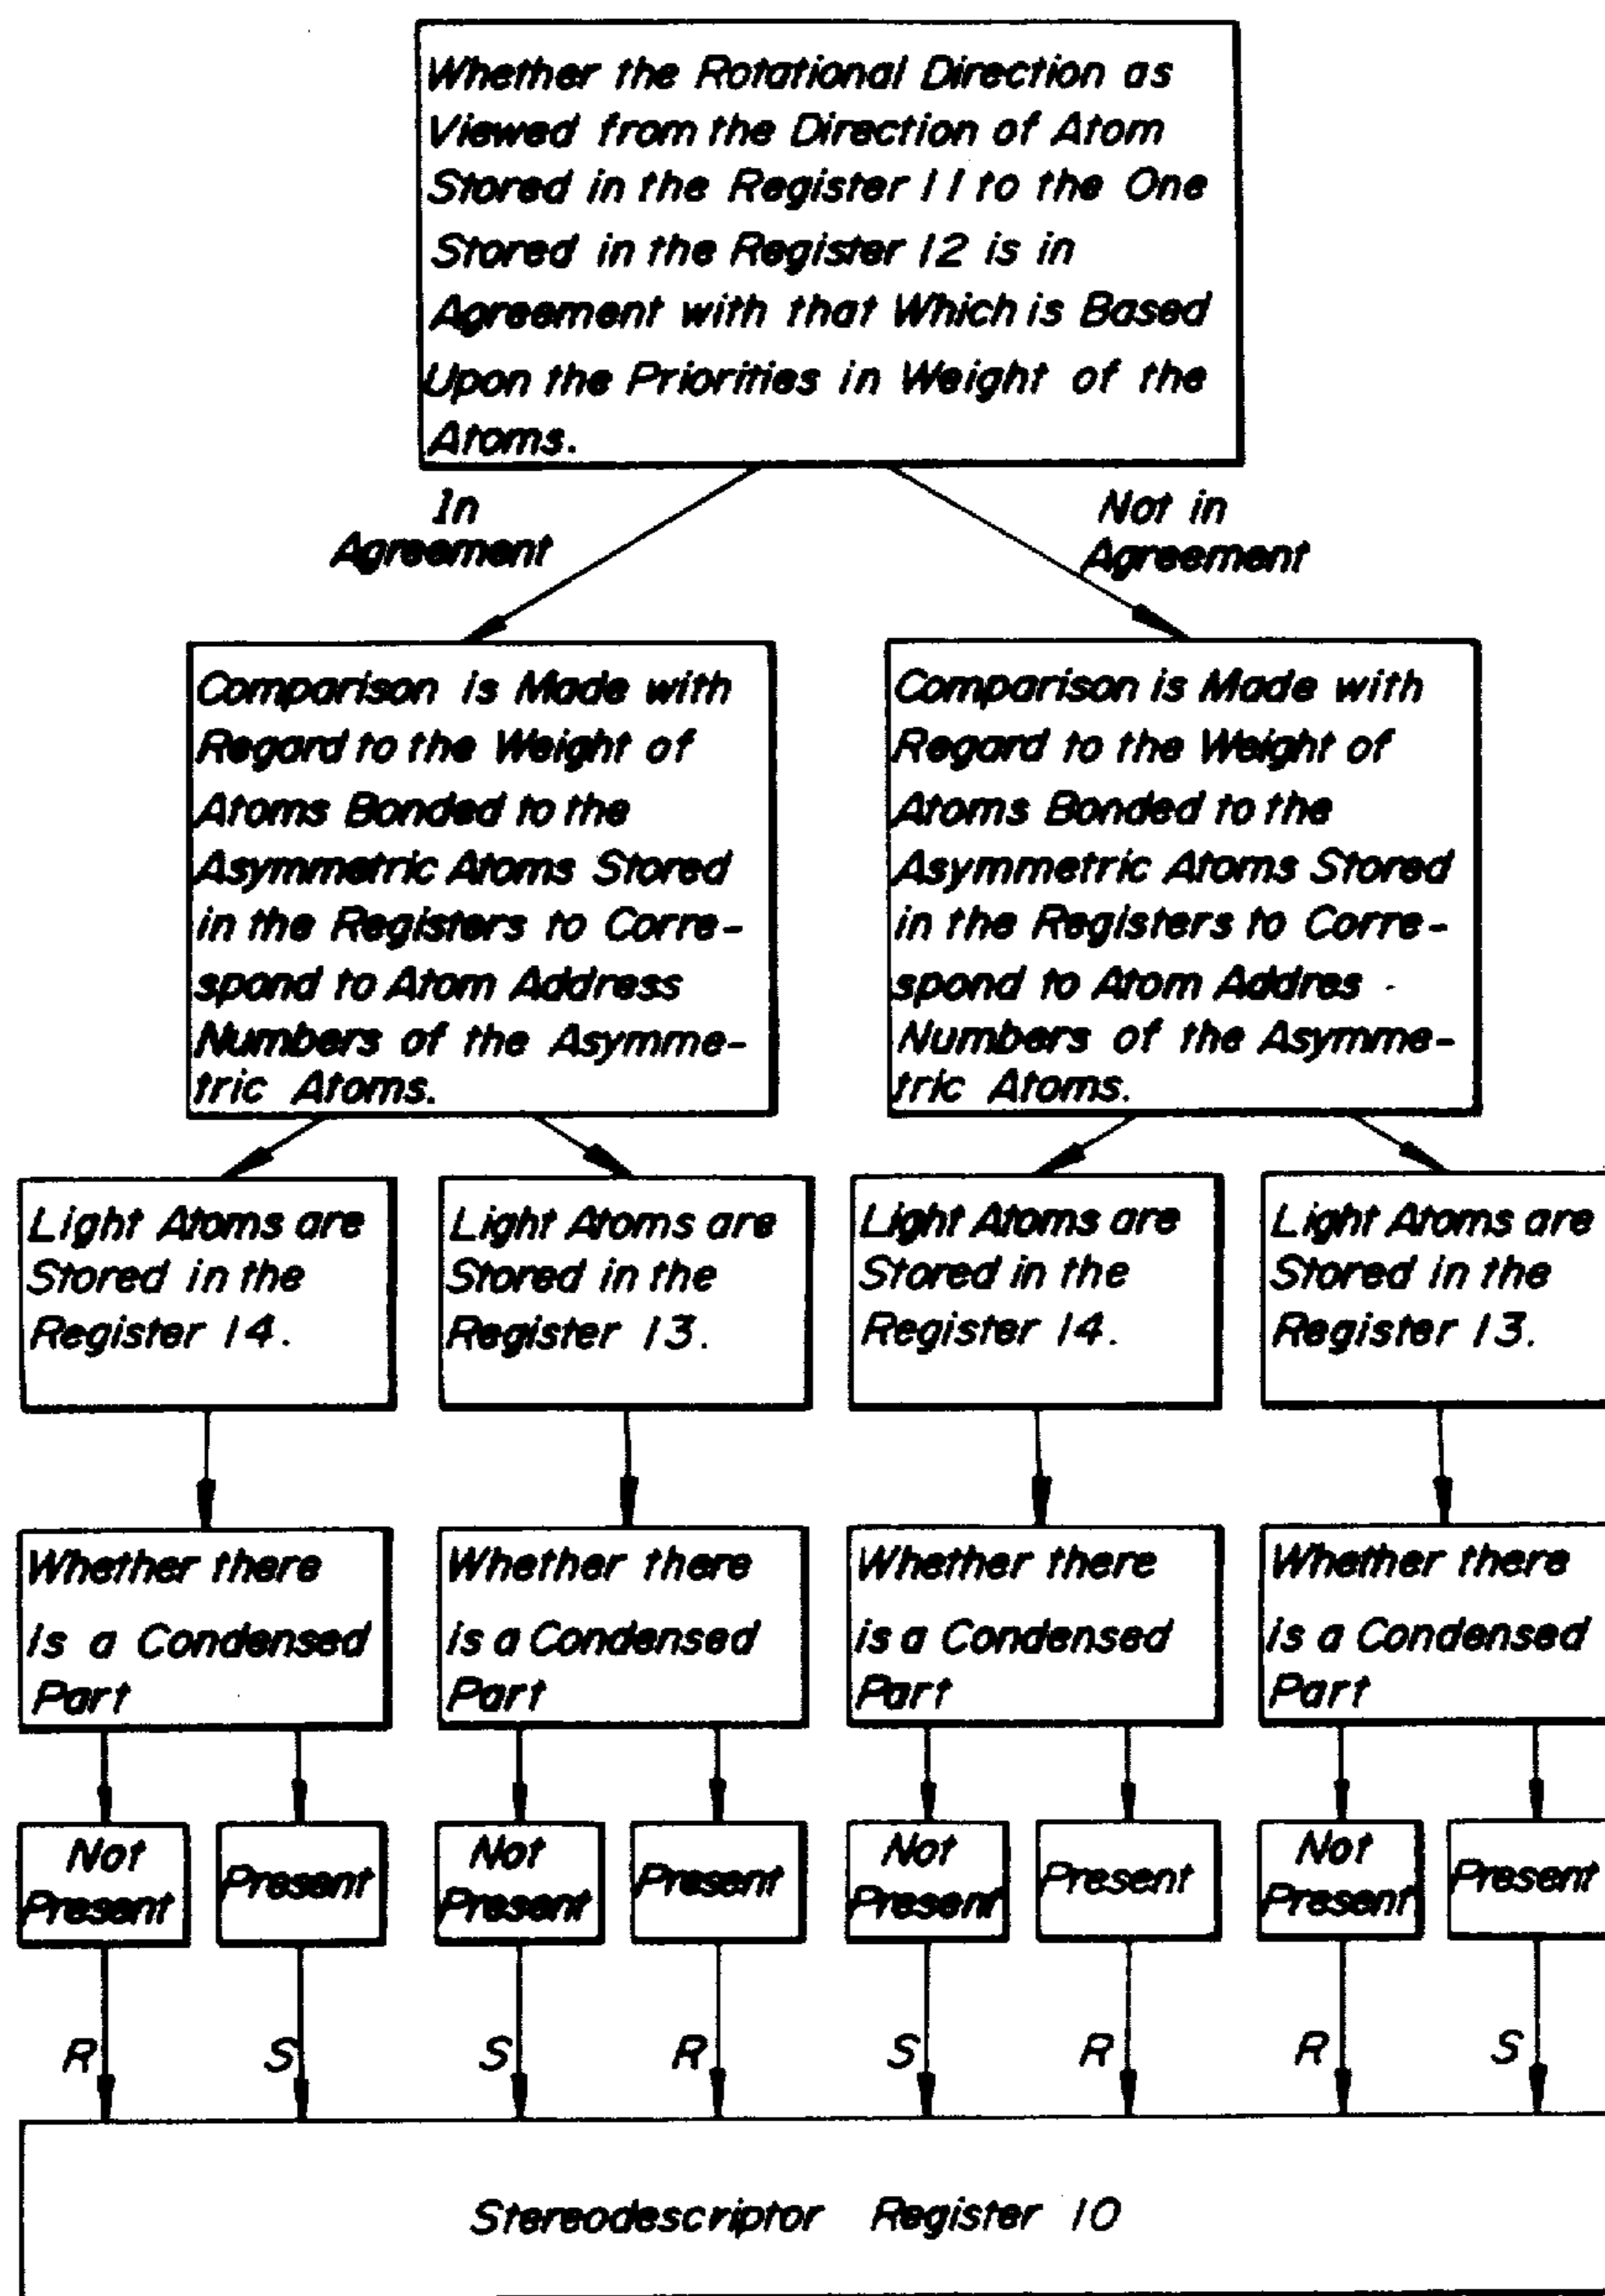 Whether the Rotational Direction as
Viewed from the Direction of Atom
Stored in the Register 11 to the One
Stored in the Register 12 is in
Agreement with that Which is Based
Upon the Priorities in Weight of the
Atoms.
In
Agreement
Not in
Agreement
Comparison is Made with
Regard to the Weight of
Atoms Bonded to the
Asymmetric Atoms Stored
in the Registers to Corre-
spond to Atom Address
Numbers of the Asymme-
tric Atoms.
Comparison is Made with
Regard to the Weight of
Atoms Bonded to the
Asymmetric Atoms Stored
in the Registers to Corre-
spond to Atom Addres
Numbers of the Asymme-
tric Atoms.
Light Atoms are
Stored in the
Register 14.
Light Atoms are
Stored in the
Register 13.
Light Atoms are
Stored in the
Register 14.
Light Atoms are
Stored in the
Register 13.
Whether there
is a Condensed
Part
Whether there
is a Condensed
Part
Whether there
is a Condensed
Part
Whether there
is a Condensed
Part
Not
Present
Present
Not
Present
Present
Not
Present
Present
Not
Present
Present
R
S
S
R
S
R
R
S
Stereodescriptor Register 10